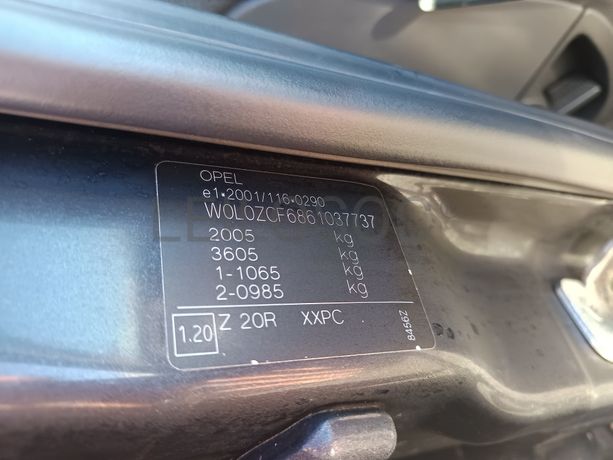 OPEL
e1*2001/116*0290
W0L0ZCF6861037737
2005 kg
3605 kg
1-1065 kg
2-0985 kg
1.20 Z 20R XXPC
8456Z